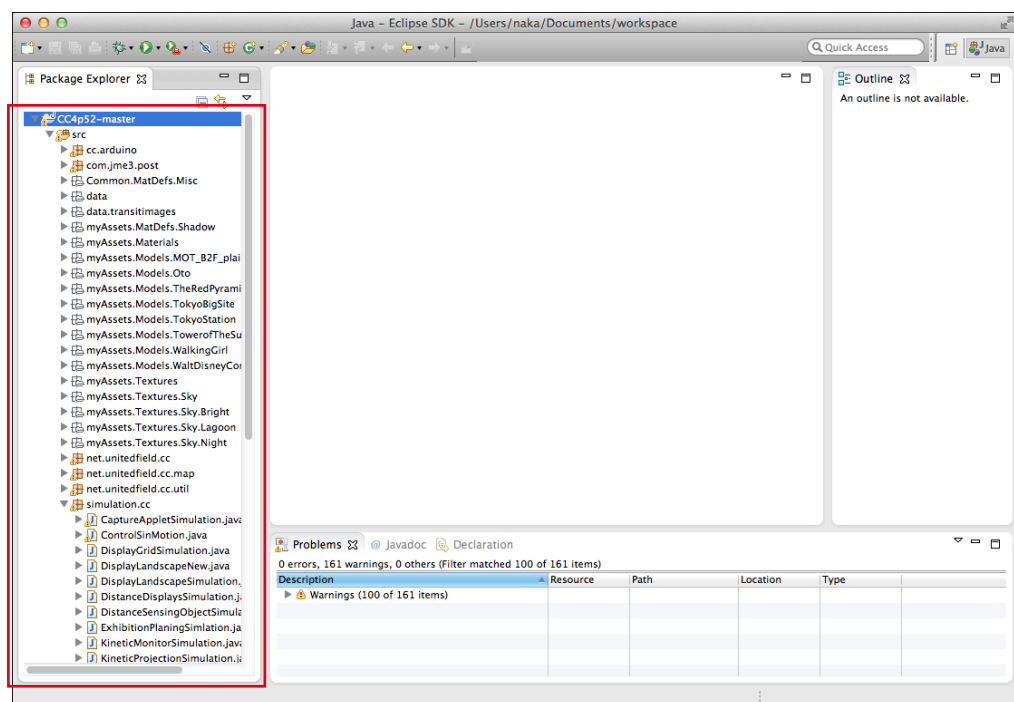 Java – Eclipse SDK – /Users/naka/Documents/workspace
Quick Access
Java
Package Explorer
CC4p52-master
src
cc.arduino
com.jme3.post
Common.MatDefs.Misc
data
data.transitimages
myAssets.MatDefs.Shadow
myAssets.Materials
myAssets.Models.MOT_B2F_plai
myAssets.Models.Oto
myAssets.Models.TheRedPyrami
myAssets.Models.TokyoBigSite
myAssets.Models.TokyoStation
myAssets.Models.TowerofTheSu
myAssets.Models.WalkingGirl
myAssets.Models.WaltDisneyCo
myAssets.Textures
myAssets.Textures.Sky
myAssets.Textures.Sky.Bright
myAssets.Textures.Sky.Lagoon
myAssets.Textures.Sky.Night
net.unitedfield.cc
net.unitedfield.cc.map
net.unitedfield.cc.util
simulation.cc
CaptureAppletSimulation.java
ControlSinMotion.java
DisplayGridSimulation.java
DisplayLandscapeNew.java
DisplayLandscapeSimulation.
DistanceDisplaysSimulation.j
DistanceSensingObjectSimula
ExhibitionPlaningSimlation.ja
KineticMonitorSimulation.java
KineticProjectionSimulation.ja
Outline
An outline is not available.
Problems @ Javadoc Declaration
0 errors, 161 warnings, 0 others (Filter matched 100 of 161 items)
Description Resource Path Location Type
Warnings (100 of 161 items)